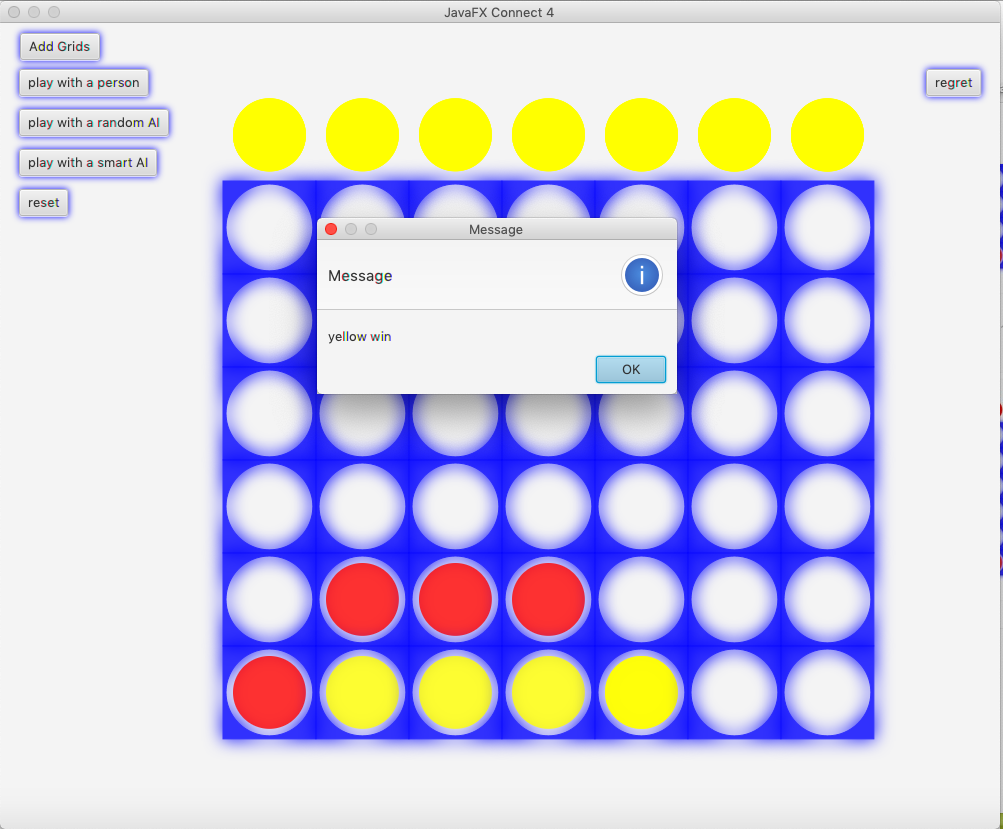 JavaFX Connect 4
Add Grids
play with a person
regret
play with a random AI
play with a smart AI
reset
Message
Message
i
yellow win
OK